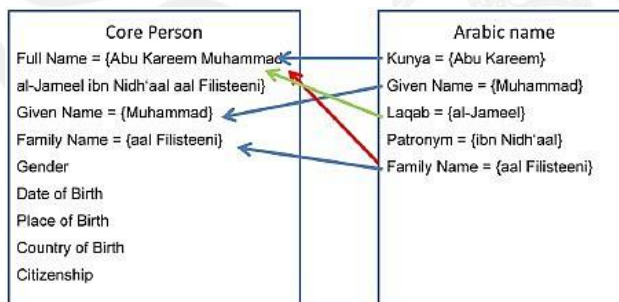 Core Person
Full Name = {Abu Kareem Muhammad
al-Jameel ibn Nidh‘aal aal Filisteeni}
Given Name = {Muhammad}
Family Name = {aal Filisteeni}
Gender
Date of Birth
Place of Birth
Country of Birth
Citizenship
Arabic name
Kunya = {Abu Kareem}
Given Name = {Muhammad}
Laqab = {al-Jameel}
Patronym = {ibn Nidh‘aal}
Family Name = {aal Filisteeni}